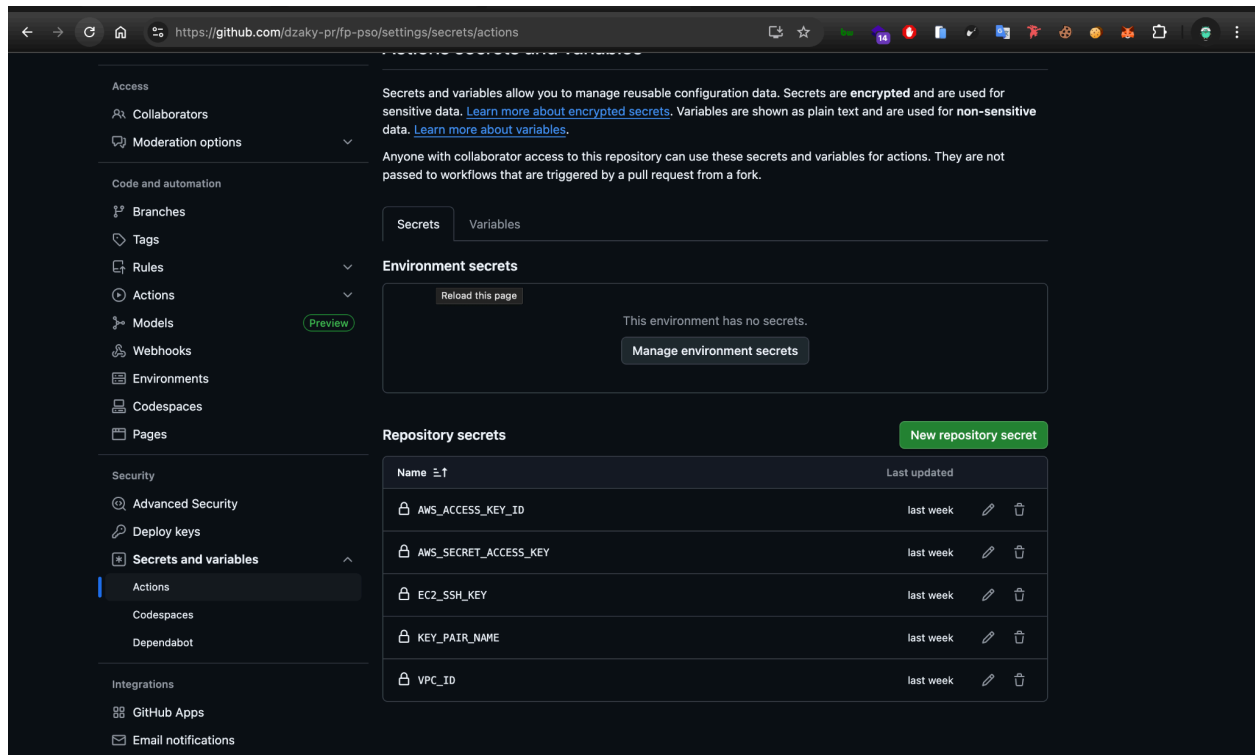 https://github.com/dzaky-pr/fp-pso/settings/secrets/actions
14
Actions secrets and variables
Access
Collaborators
Moderation options
Code and automation
Branches
Tags
Rules
Actions
Models
Preview
Webhooks
Environments
Codespaces
Pages
Security
Advanced Security
Deploy keys
Secrets and variables
Actions
Codespaces
Dependabot
Integrations
GitHub Apps
Email notifications
Secrets and variables allow you to manage reusable configuration data. Secrets are encrypted and are used for
sensitive data. Learn more about encrypted secrets. Variables are shown as plain text and are used for non-sensitive
data. Learn more about variables.
Anyone with collaborator access to this repository can use these secrets and variables for actions. They are not
passed to workflows that are triggered by a pull request from a fork.
Secrets Variables
Environment secrets
Reload this page
This environment has no secrets.
Manage environment secrets
Repository secrets
New repository secret
Name Last updated
AWS_ACCESS_KEY_ID last week
AWS_SECRET_ACCESS_KEY last week
EC2_SSH_KEY last week
KEY_PAIR_NAME last week
VPC_ID last week